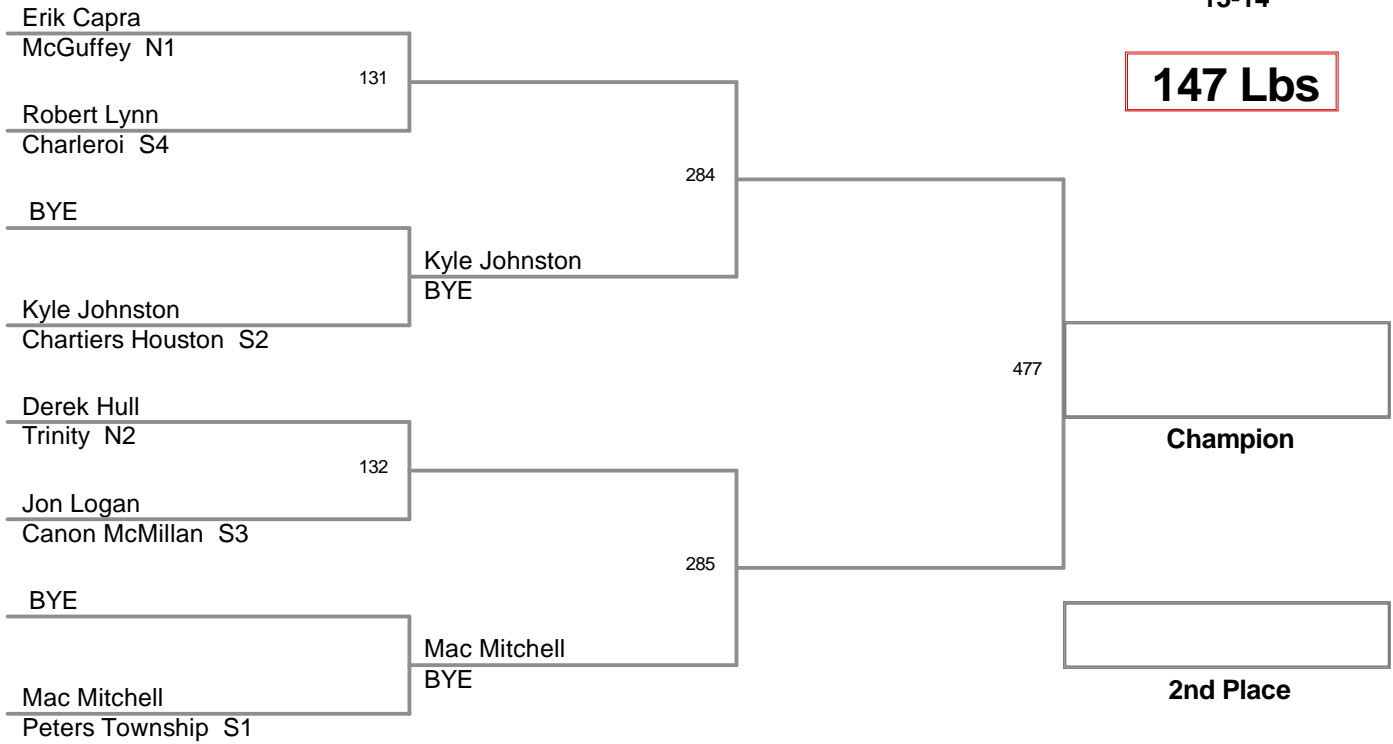 13-14
147 Lbs
Erik Capra
McGuffey N1
131
Robert Lynn
Charleroi S4
284
BYE
Kyle Johnston
BYE
Kyle Johnston
Chartiers Houston S2
477
Derek Hull
Trinity N2
Champion
132
Jon Logan
Canon McMillan S3
285
BYE
Mac Mitchell
BYE
2nd Place
Mac Mitchell
Peters Township S1